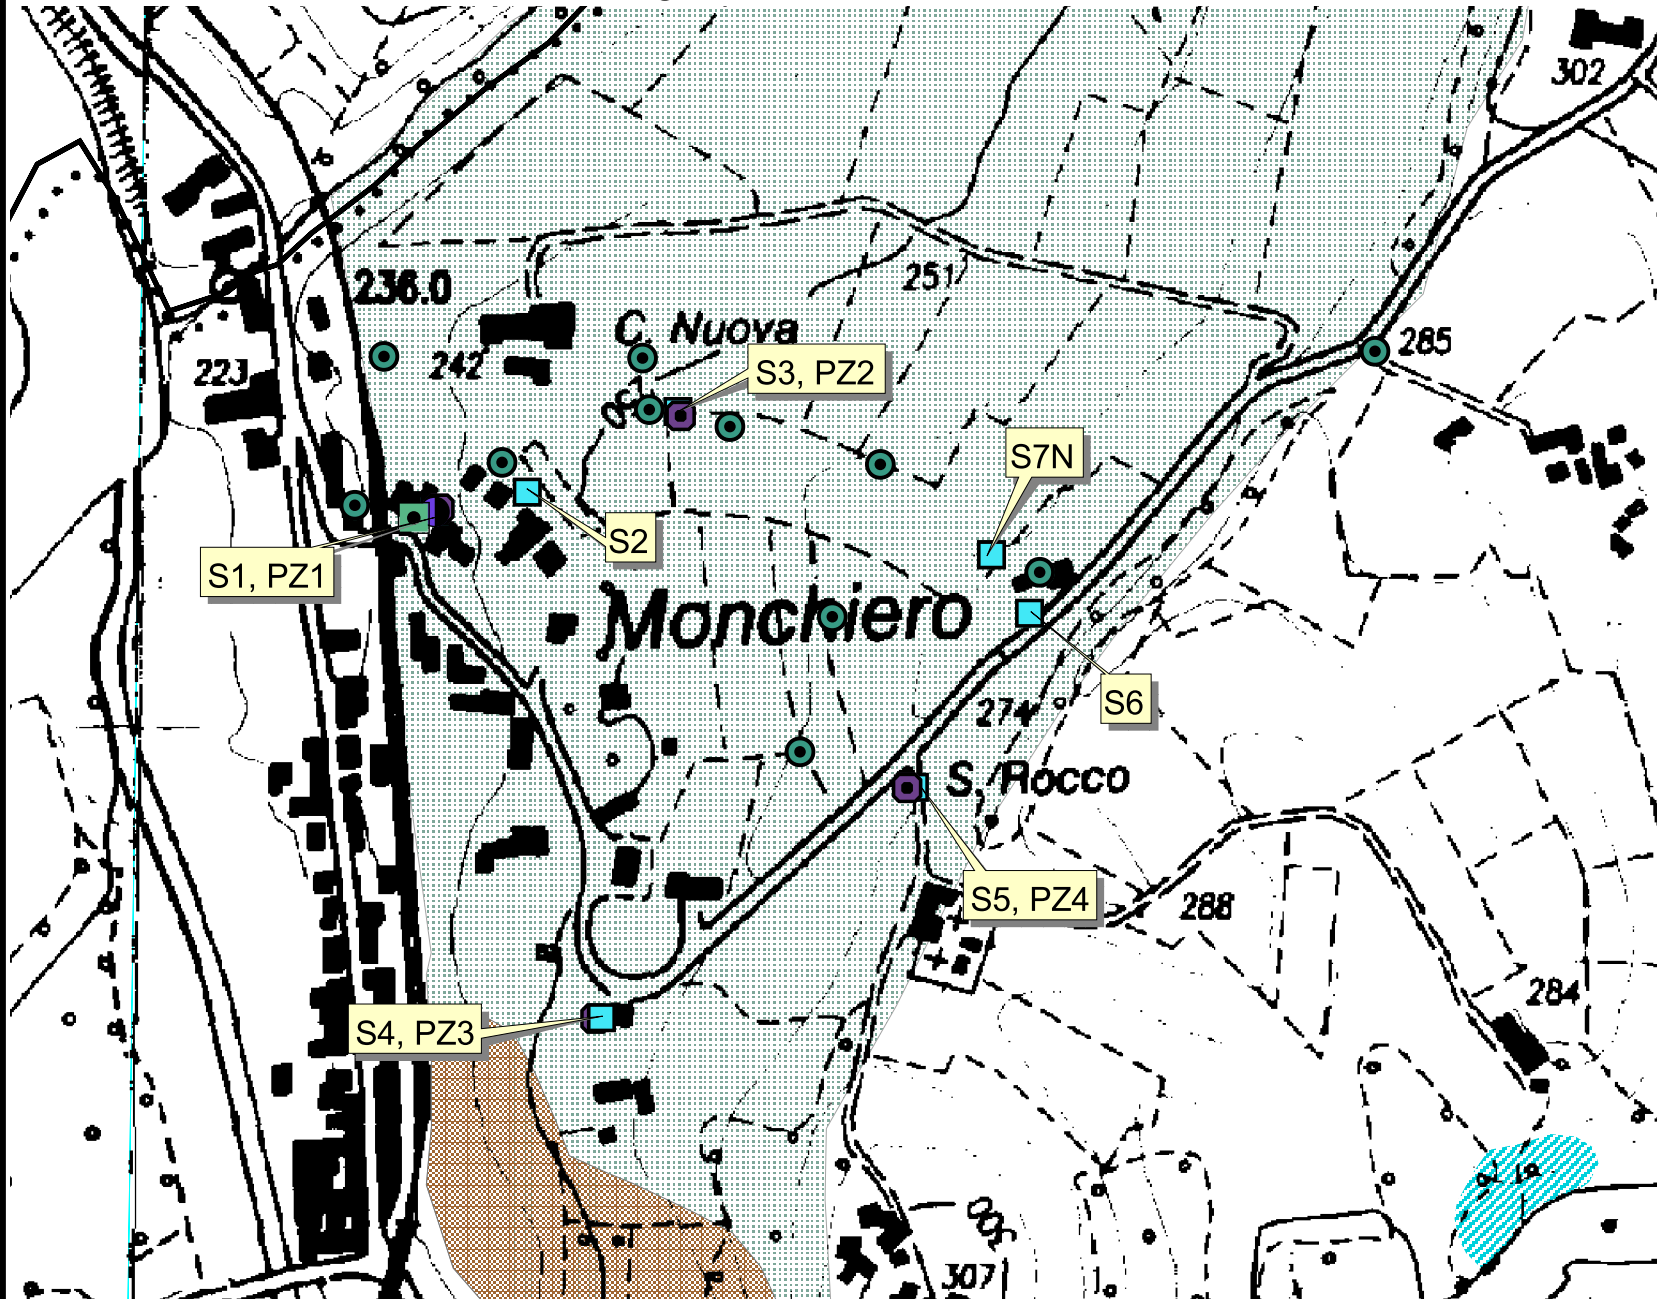 302
251
236.0
C. Nuova
285
242
223
S3, PZ2
S7N
S2
S1, PZ1
Monchiero
S6
274
S. Rocco
S5, PZ4
288
284
S4, PZ3
307